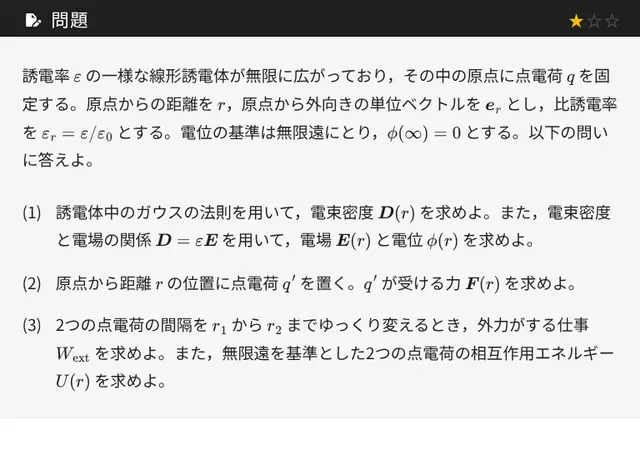 問題 ★☆☆
誘電率 ε の一様な線形誘電体が無限に広がっており，その中の原点に点電荷 q を固
定する。原点からの距離を r，原点から外向きの単位ベクトルを e_r とし，比誘電率
を ε_r = ε/ε_0 とする。電位の基準は無限遠にとり，ϕ(∞) = 0 とする。以下の問い
に答えよ。
(1) 誘電体中のガウスの法則を用いて，電束密度 D(r) を求めよ。また，電束密度
と電場の関係 D = εE を用いて，電場 E(r) と電位 ϕ(r) を求めよ。
(2) 原点から距離 r の位置に点電荷 q′ を置く。q′ が受ける力 F(r) を求めよ。
(3) 2つの点電荷の間隔を r_1 から r_2 までゆっくり変えるとき，外力がする仕事
W_ext を求めよ。また，無限遠を基準とした2つの点電荷の相互作用エネルギー
U(r) を求めよ。